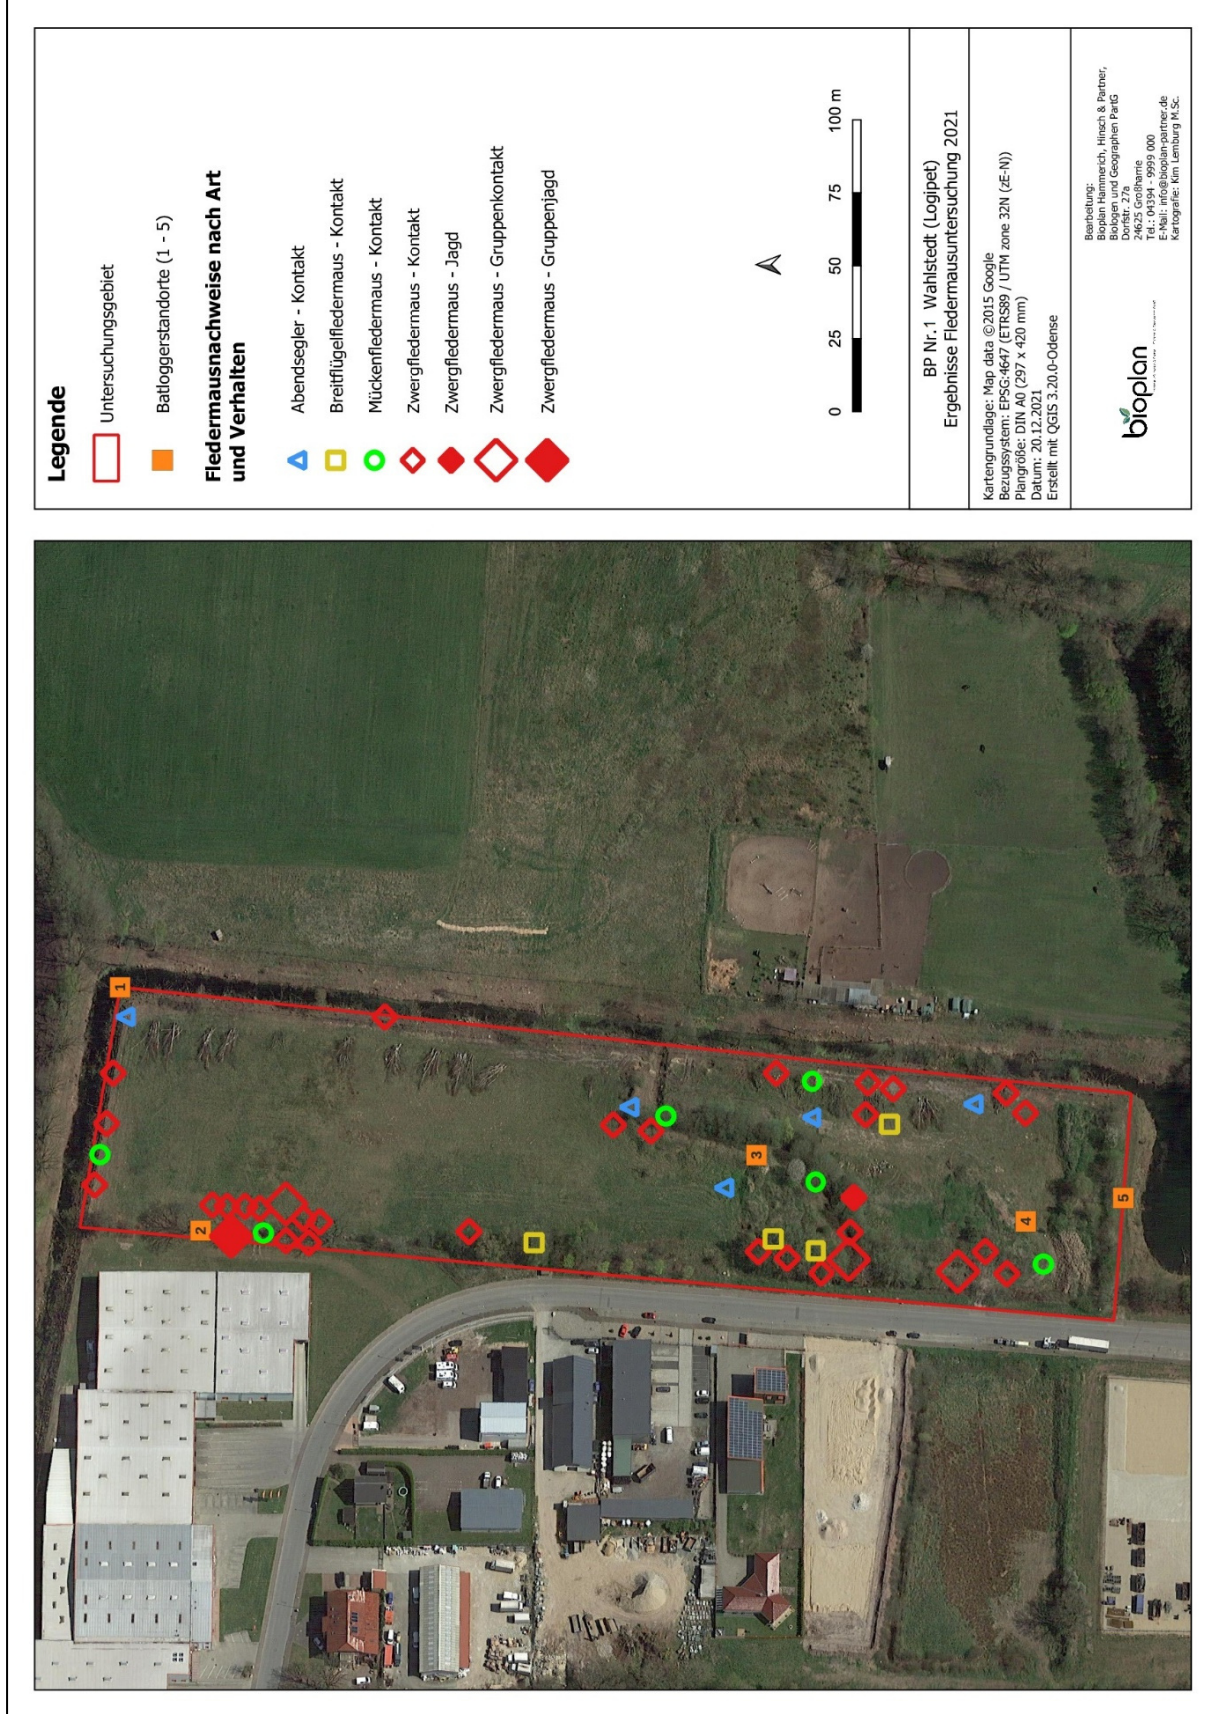 Legende
Untersuchungsgebiet
Batloggerstandorte (1 - 5)
Fledermausnachweise nach Art
und Verhalten
Abendsegler - Kontakt
Breitflügelfledermaus - Kontakt
Mückenfledermaus - Kontakt
Zwergfledermaus - Kontakt
Zwergfledermaus - Jagd
Zwergfledermaus - Gruppenkontakt
Zwergfledermaus - Gruppenjagd
0 25 50 75 100 m
BP Nr.1 Wahlstedt (Logipet)
Ergebnisse Fledermausuntersuchung 2021
Kartengrundlage: Map data ©2015 Google
Bezugssystem: EPSG:4647 (ETRS89 / UTM zone 32N (zE-N))
Plangröße: DIN A0 (297 x 420 mm)
Datum: 20.12.2021
Erstellt mit QGIS 3.20.0-Odense
bioplan
Bearbeitung:
Bioplan Hammerich, Hinsch & Partner,
Biologen und Geographen PartG
Dorfstr. 27a
24625 Großharrie
Tel.: 04394 - 9999 000
E-Mail: info@bioplan-partner.de
Kartografie: Kim Lemburg M.Sc.
1
2
3
4
5